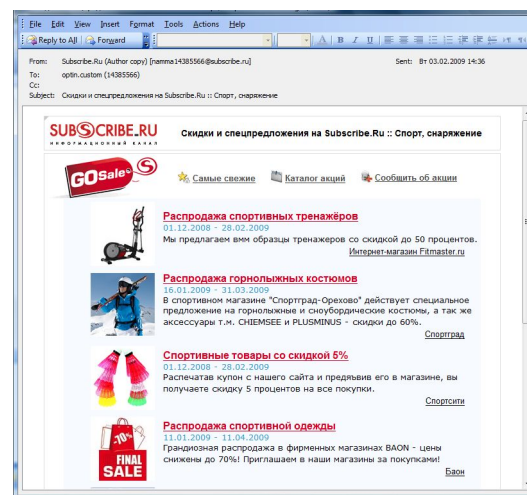 File Edit View Insert Format Tools Actions Help
Reply to All Forward A B I U
From: Subscribe.Ru (Author copy) [namma14385566@subscribe.ru] Sent: Вт 03.02.2009 14:36
To: optin.custom (14385566)
Cc:
Subject: Скидки и спецпредложения на Subscribe.Ru :: Спорт, снаряжение
SUBSCRIBE.RU Скидки и спецпредложения на Subscribe.Ru :: Спорт, снаряжение
ИНФОРМАЦИОННЫЙ КАНАЛ
GOSale S Самые свежие Каталог акций Сообщить об акции
Распродажа спортивных тренажёров
01.12.2008 - 28.02.2009
Мы предлагаем вмм образцы тренажеров со скидкой до 50 процентов.
Интернет-магазин Fitmaster.ru
Распродажа горнолыжных костюмов
16.01.2009 - 31.03.2009
В спортивном магазине "Спортград-Орехово" действует специальное
предложение на горнолыжные и сноубордические костюмы, а так же
аксессуары т.м. CHIEMSEE и PLUSMINUS - скидки до 60%.
Спортград
Спортивные товары со скидкой 5%
01.12.2008 - 28.02.2009
Распечатав купон с нашего сайта и предяъвив его в магазине, вы
получаете скидку 5 процентов на все покупки.
Спортсити
Распродажа спортивной одежды
11.01.2009 - 11.04.2009
Грандиозная распродажа в фирменных магазинах BAON - цены
снижены до 70%! Приглашаем в наши магазины за покупками!
Баон
-10%
FINAL
SALE